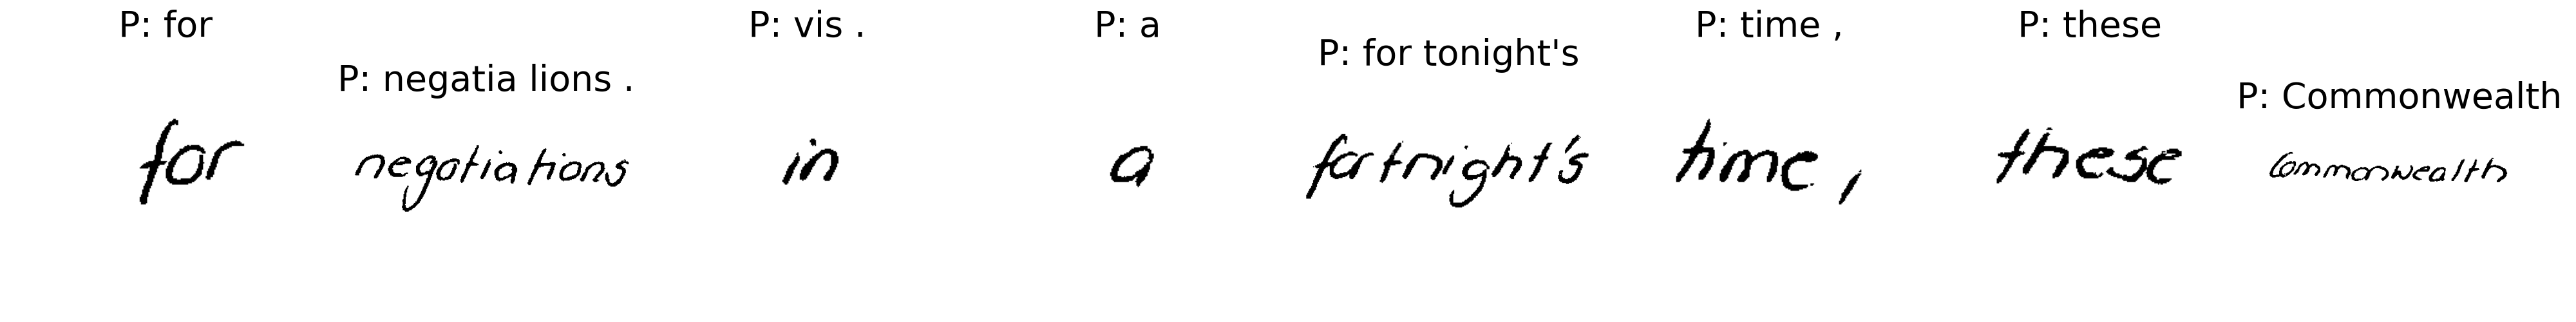 P: for P: vis . P: a P: time , P: these
P: for tonight's
P: negatia lions .
P: Commonwealth
for negotiations in a fortnight's time , these Commonwealth